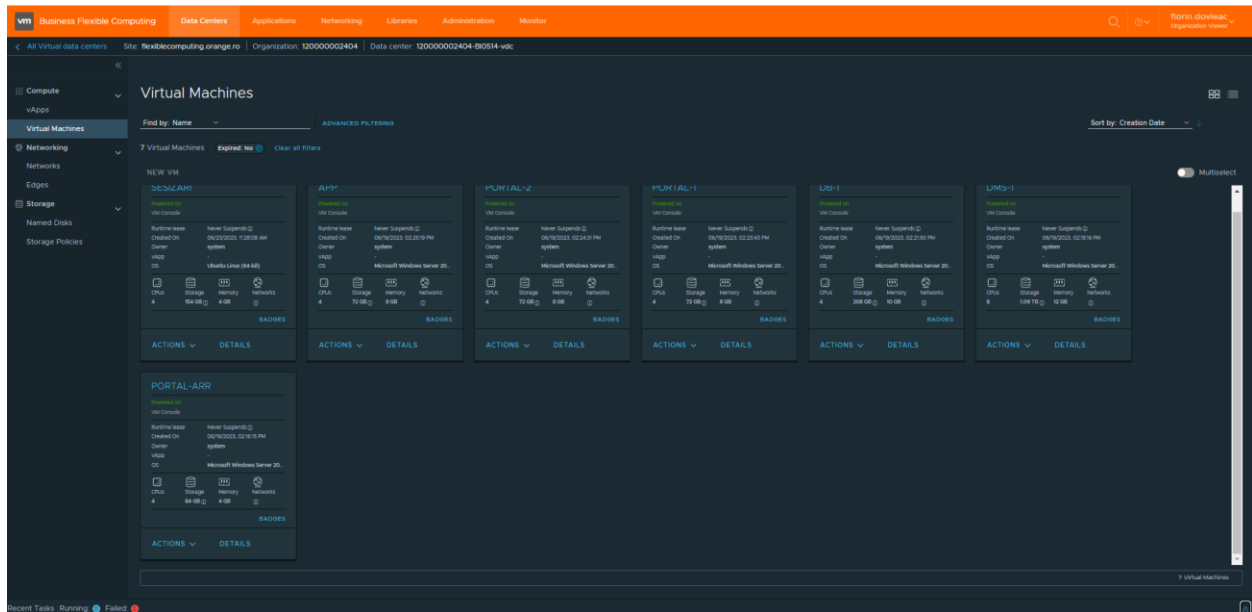 vm Business Flexible Computing Data Centers Applications Networking Libraries Administration Monitor florin.dovleac
Organization Viewer
< All Virtual data centers Site: flexiblecomputing.orange.ro Organization: 120000002404 Data center: 120000002404-BI0514-vdc
Compute
vApps
Virtual Machines
Networking
Networks
Edges
Storage
Named Disks
Storage Policies
Virtual Machines
Find by: Name ADVANCED FILTERING Sort by: Creation Date
7 Virtual Machines Expired: No Clear all filters
NEW VM Multiselect
SESIZARI APP PORTAL-2 PORTAL-1 DB-1 DMS-1
Powered on Powered on Powered on Powered on Powered on Powered on
VM Console VM Console VM Console VM Console VM Console VM Console
Runtime lease Never Suspends Runtime lease Never Suspends Runtime lease Never Suspends Runtime lease Never Suspends Runtime lease Never Suspends Runtime lease Never Suspends
Created On 06/23/2023, 11:28:08 AM Created On 06/19/2023, 02:25:19 PM Created On 06/19/2023, 02:24:31 PM Created On 06/19/2023, 02:23:43 PM Created On 06/19/2023, 02:21:50 PM Created On 06/19/2023, 02:18:16 PM
Owner system Owner system Owner system Owner system Owner system Owner system
vApp - vApp - vApp - vApp - vApp - vApp -
OS Ubuntu Linux (64-bit) OS Microsoft Windows Server 20.. OS Microsoft Windows Server 20.. OS Microsoft Windows Server 20.. OS Microsoft Windows Server 20.. OS Microsoft Windows Server 20..
CPUs Storage Memory Networks CPUs Storage Memory Networks CPUs Storage Memory Networks CPUs Storage Memory Networks CPUs Storage Memory Networks CPUs Storage Memory Networks
4 104 GB 4 GB 4 72 GB 8 GB 4 72 GB 8 GB 4 72 GB 8 GB 4 208 GB 10 GB 8 1.09 TB 12 GB
BADGES BADGES BADGES BADGES BADGES BADGES
ACTIONS DETAILS ACTIONS DETAILS ACTIONS DETAILS ACTIONS DETAILS ACTIONS DETAILS ACTIONS DETAILS
PORTAL-ARR
Powered on
VM Console
Runtime lease Never Suspends
Created On 06/19/2023, 02:16:15 PM
Owner system
vApp -
OS Microsoft Windows Server 20..
CPUs Storage Memory Networks
4 64 GB 4 GB
BADGES
ACTIONS DETAILS
7 Virtual Machines
Recent Tasks Running: 0 Failed: 0